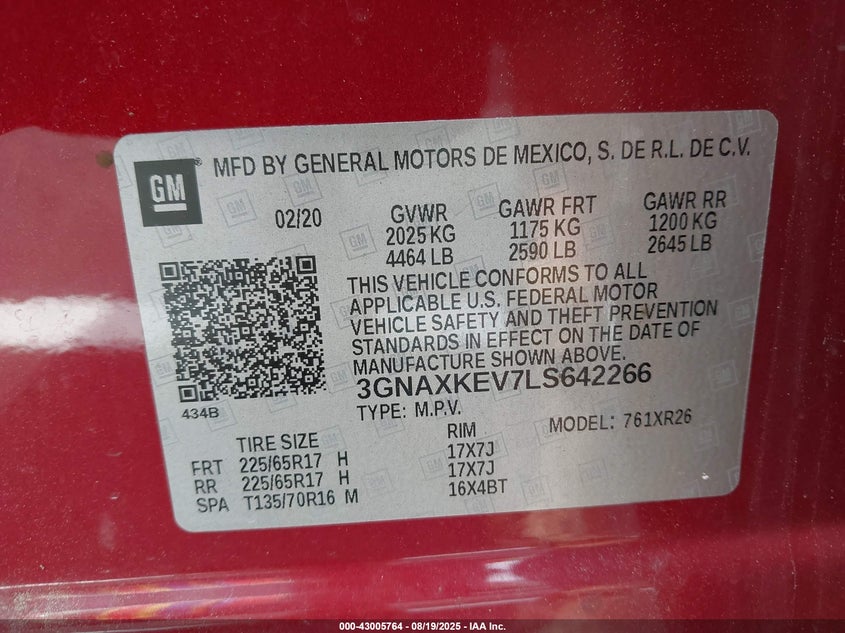 GM
® MFD BY GENERAL MOTORS DE MEXICO, S. DE R.L. DE C.V.
02/20 GVWR GAWR FRT GAWR RR
2025 KG 1175 KG 1200 KG
4464 LB 2590 LB 2645 LB
THIS VEHICLE CONFORMS TO ALL
APPLICABLE U.S. FEDERAL MOTOR
VEHICLE SAFETY AND THEFT PREVENTION
STANDARDS IN EFFECT ON THE DATE OF
MANUFACTURE SHOWN ABOVE.
3GNAXKEV7LS642266
434B
TYPE: M.P.V. MODEL: 761XR26
TIRE SIZE RIM
FRT 225/65R17 H 17X7J
RR 225/65R17 H 17X7J
SPA T135/70R16 M 16X4BT
000-43005764 - 08/19/2025 - IAA Inc.